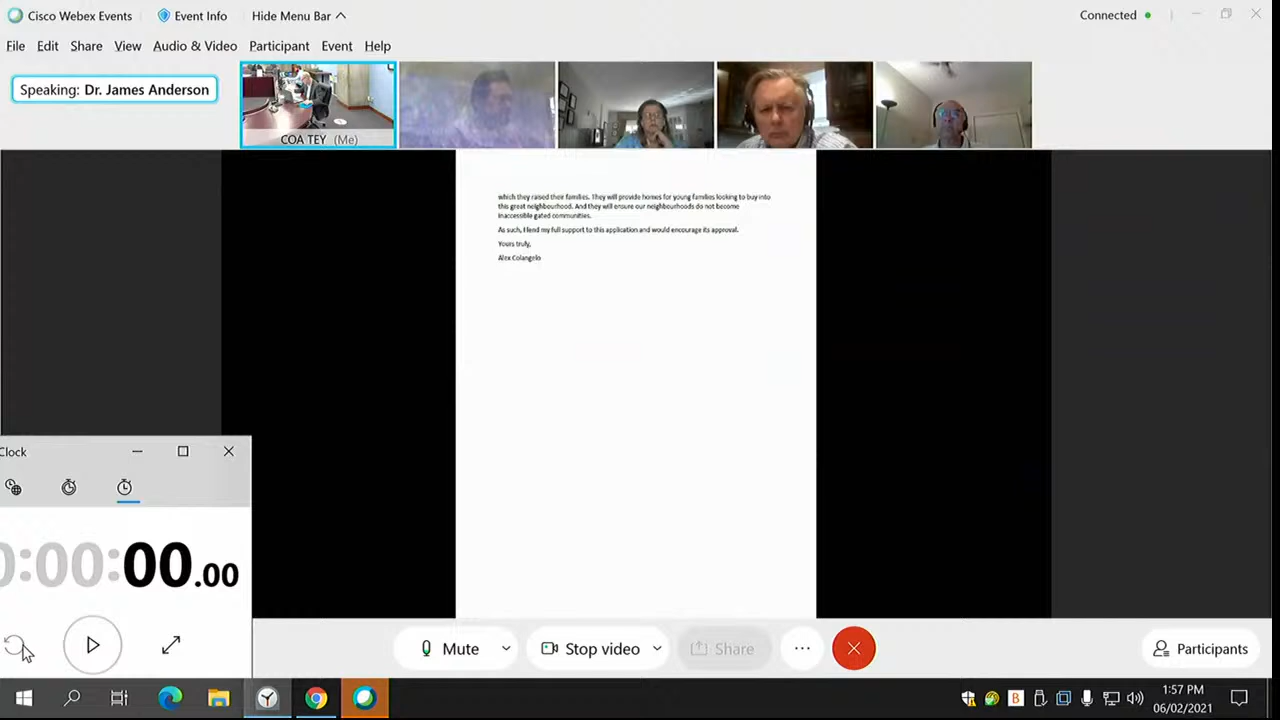 Cisco Webex Events
Event Info
Hide Menu Bar
Connected
File Edit Share View Audio & Video Participant Event Help
Speaking: Dr. James Anderson
COA TEY (Me)
which they raised their families. They will provide homes for young families looking to buy into
this great neighbourhood. And they will ensure our neighbourhoods do not become
inaccessible gated communities.
As such, I lend my full support to this application and would encourage its approval.
Yours truly,
Alex Colangelo
Clock
0:00:00.00
Mute
Stop video
Share
Participants
1:57 PM
06/02/2021